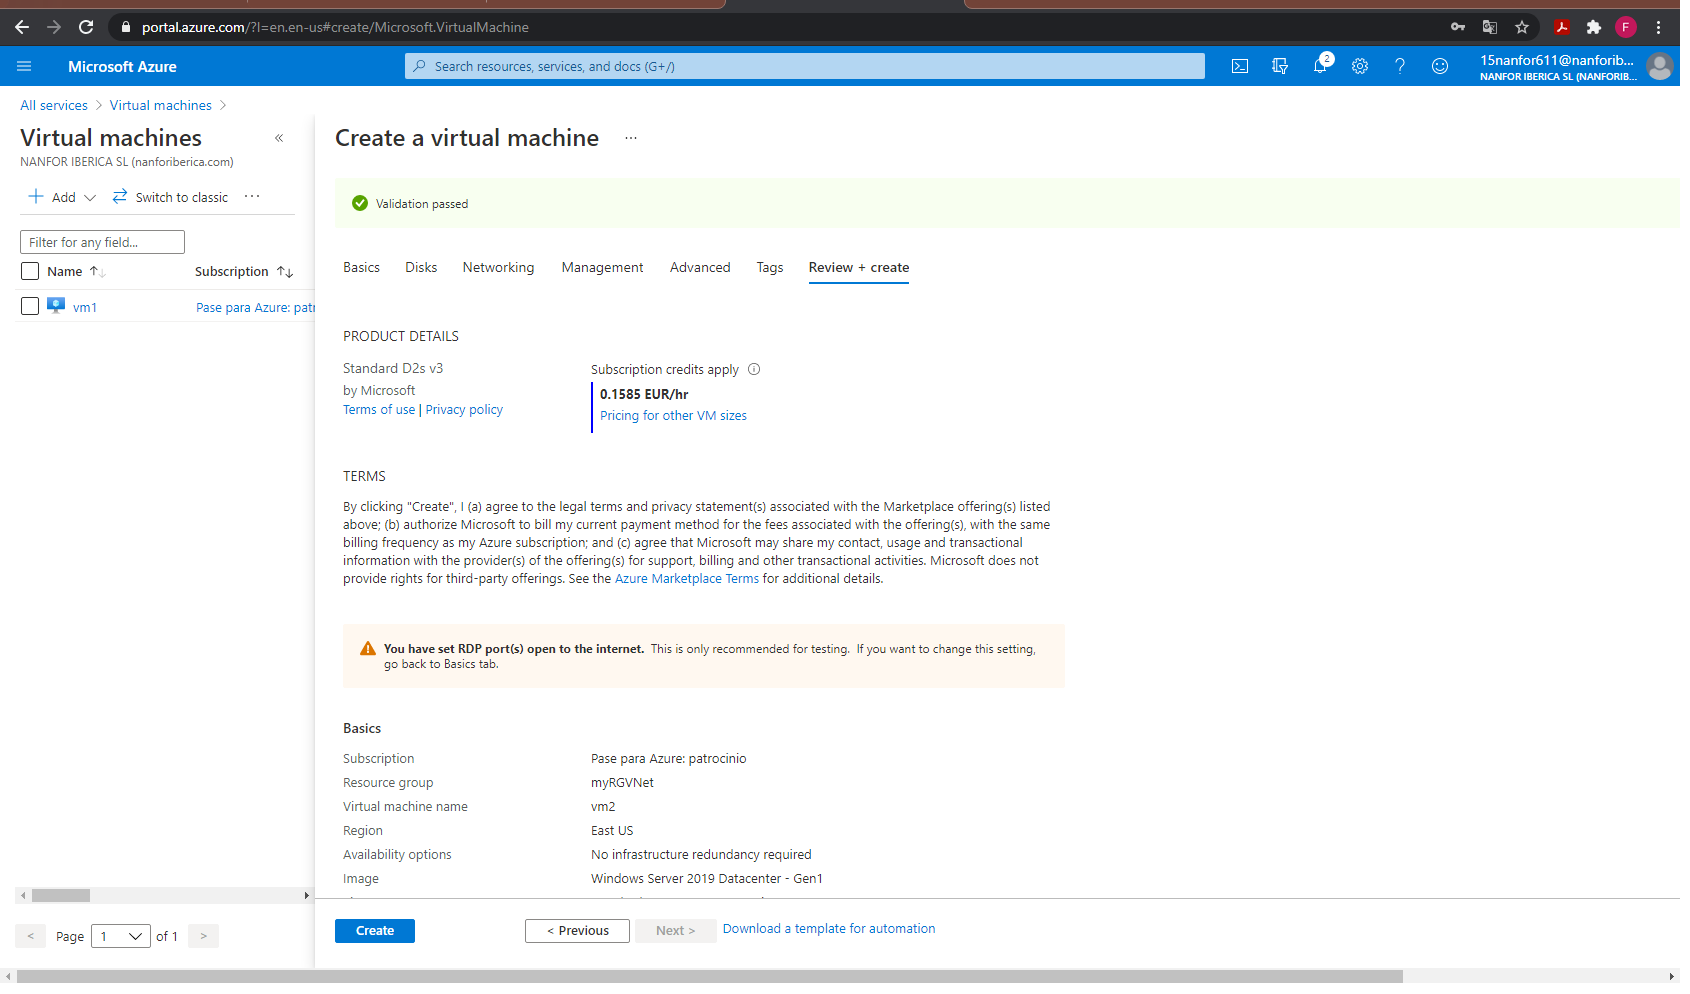 portal.azure.com/?l=en.en-us#create/Microsoft.VirtualMachine
F
Microsoft Azure
Search resources, services, and docs (G+/)
2
15nanfor611@nanforib...
NANFOR IBERICA SL (NANFORIB...
All services > Virtual machines >
Virtual machines
«
NANFOR IBERICA SL (nanforiberica.com)
+ Add
Switch to classic
...
Filter for any field...
Name ↑↓
Subscription ↑↓
vm1
Pase para Azure: patr
< Page 1 of 1 >
Create a virtual machine ...
Validation passed
Basics Disks Networking Management Advanced Tags Review + create
PRODUCT DETAILS
Standard D2s v3
by Microsoft
Terms of use | Privacy policy
Subscription credits apply
0.1585 EUR/hr
Pricing for other VM sizes
TERMS
By clicking "Create", I (a) agree to the legal terms and privacy statement(s) associated with the Marketplace offering(s) listed
above; (b) authorize Microsoft to bill my current payment method for the fees associated with the offering(s), with the same
billing frequency as my Azure subscription; and (c) agree that Microsoft may share my contact, usage and transactional
information with the provider(s) of the offering(s) for support, billing and other transactional activities. Microsoft does not
provide rights for third-party offerings. See the Azure Marketplace Terms for additional details.
You have set RDP port(s) open to the internet. This is only recommended for testing. If you want to change this setting,
go back to Basics tab.
Basics
Subscription Pase para Azure: patrocinio
Resource group myRGVNet
Virtual machine name vm2
Region East US
Availability options No infrastructure redundancy required
Image Windows Server 2019 Datacenter - Gen1
Create
< Previous
Next >
Download a template for automation